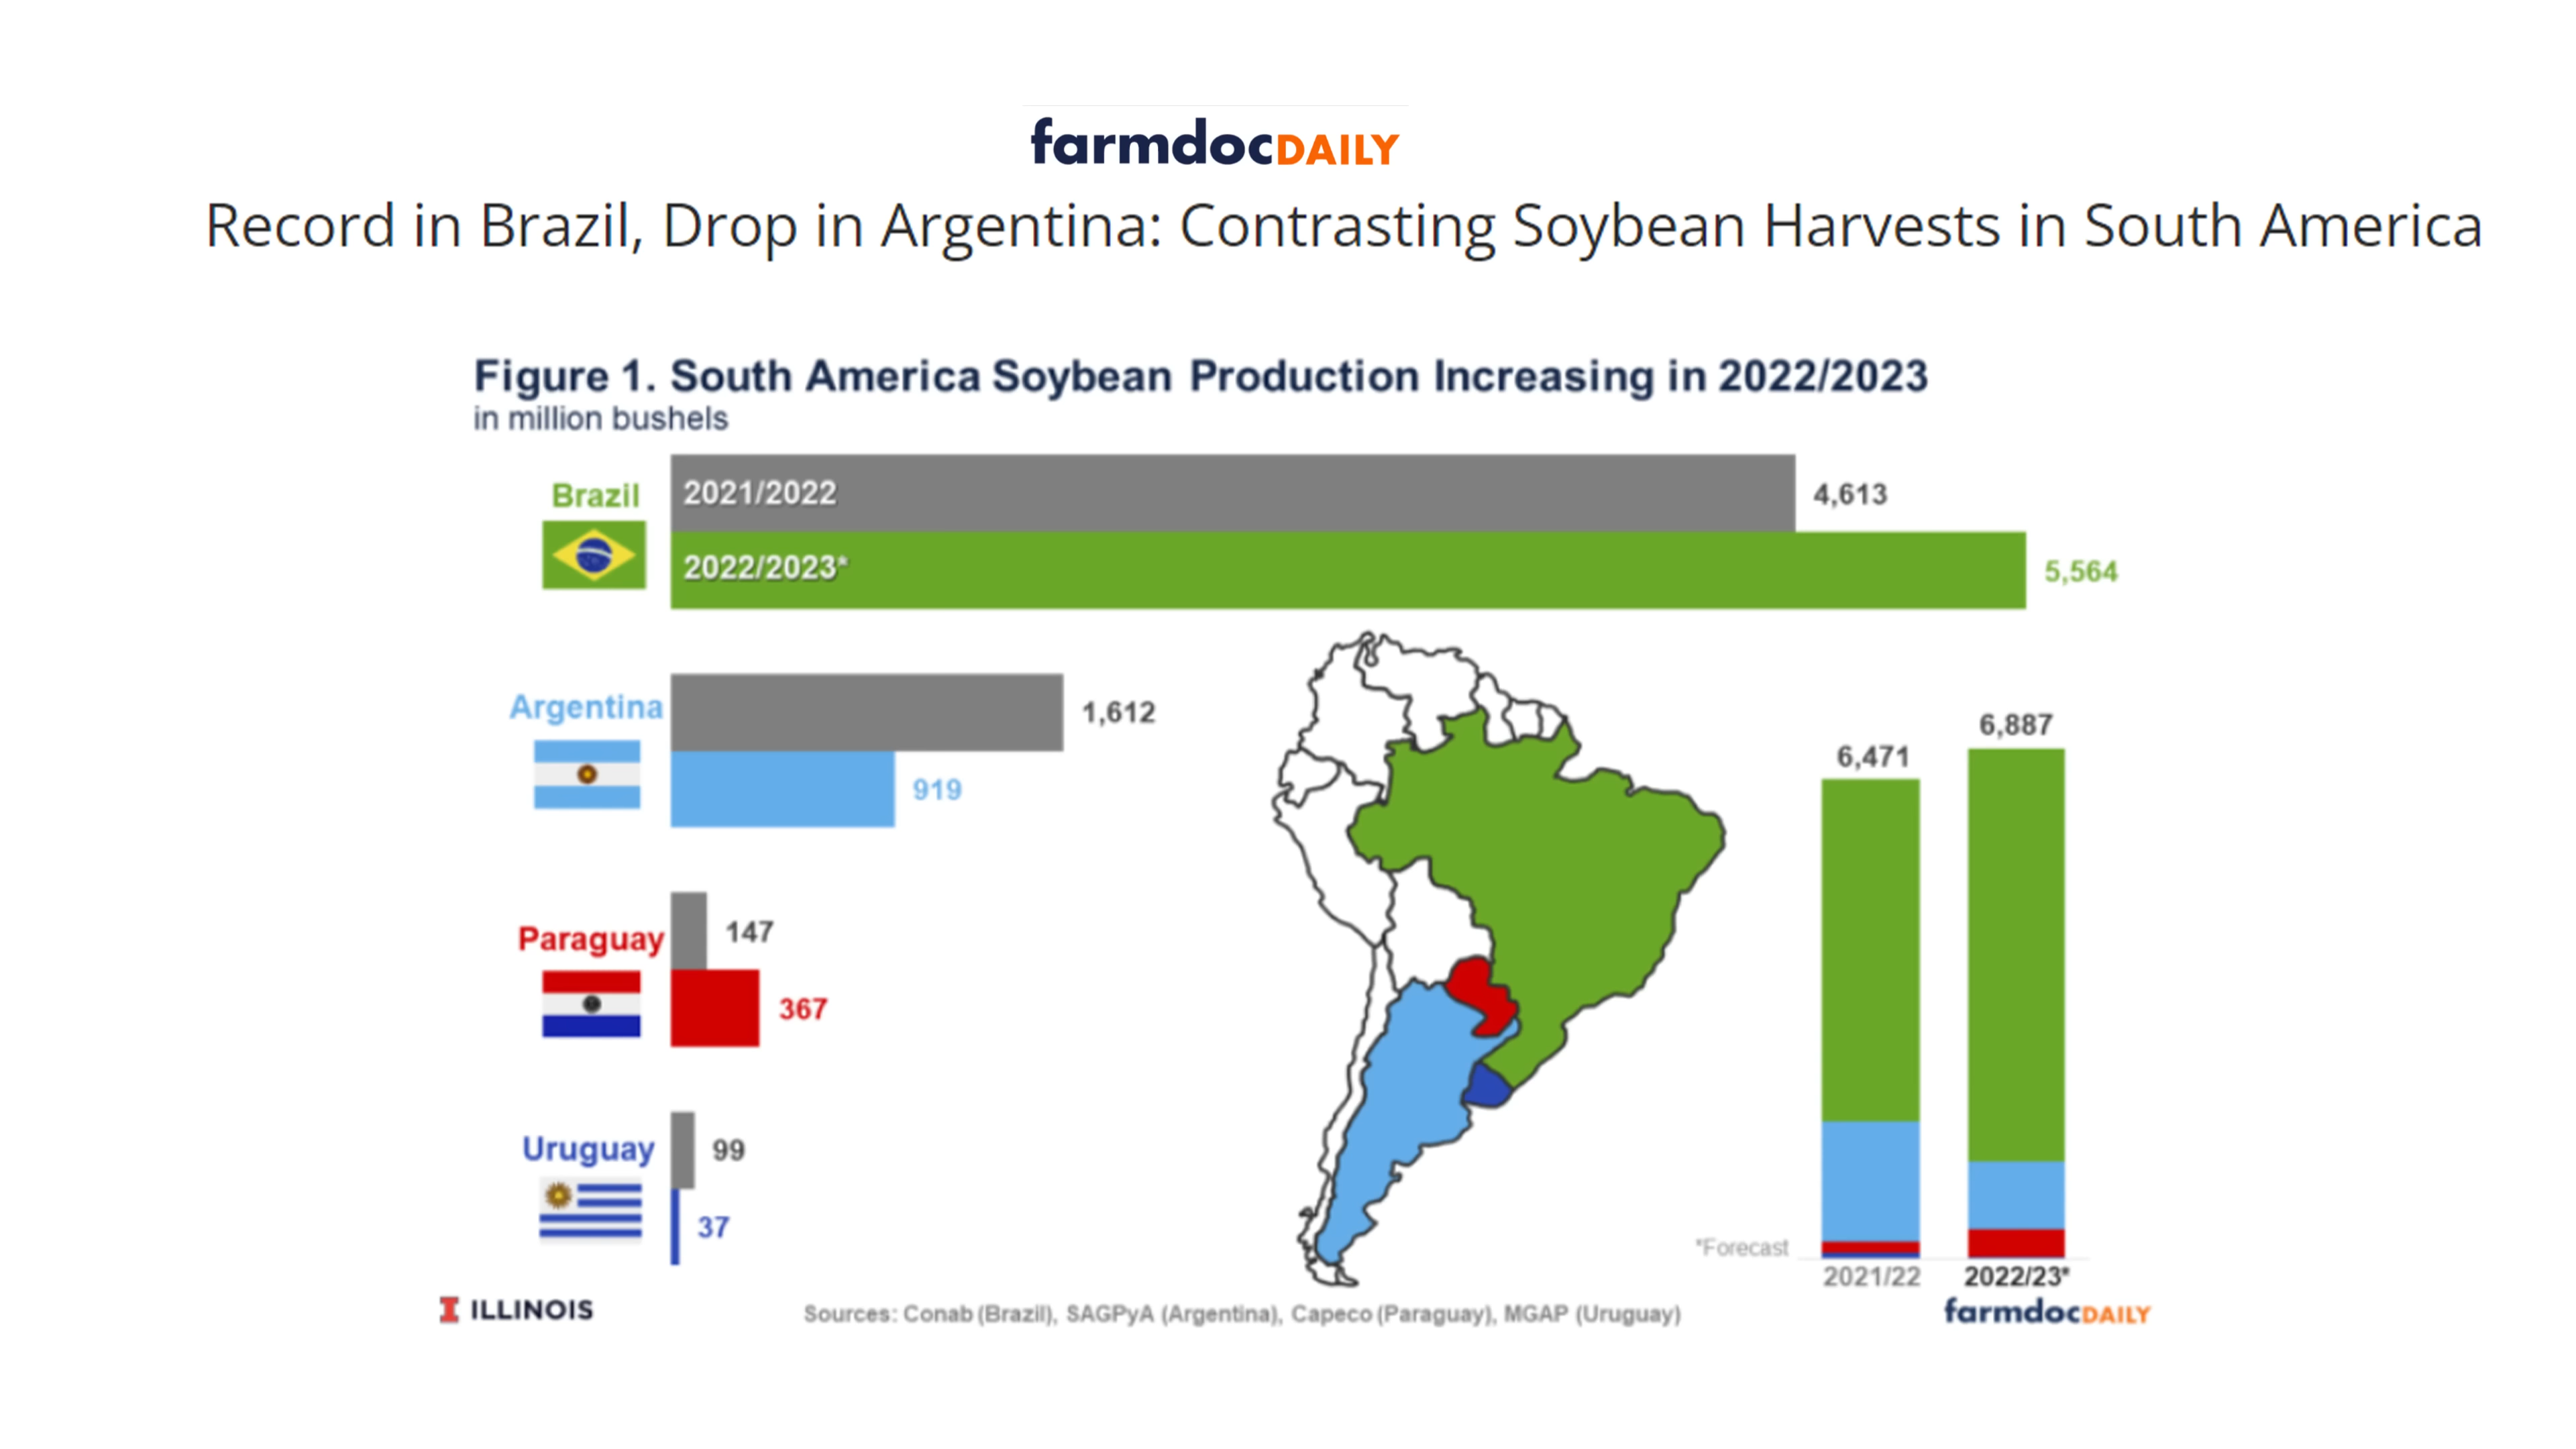 farmdocDAILY
Record in Brazil, Drop in Argentina: Contrasting Soybean Harvests in South America
Figure 1. South America Soybean Production Increasing in 2022/2023
in million bushels
Brazil
2021/2022
4,613
2022/2023*
5,564
Argentina
1,612
919
Paraguay
147
367
Uruguay
99
37
6,471
6,887
*Forecast
2021/22
2022/23*
ILLINOIS
Sources: Conab (Brazil), SAGPyA (Argentina), Capeco (Paraguay), MGAP (Uruguay)
farmdocDAILY